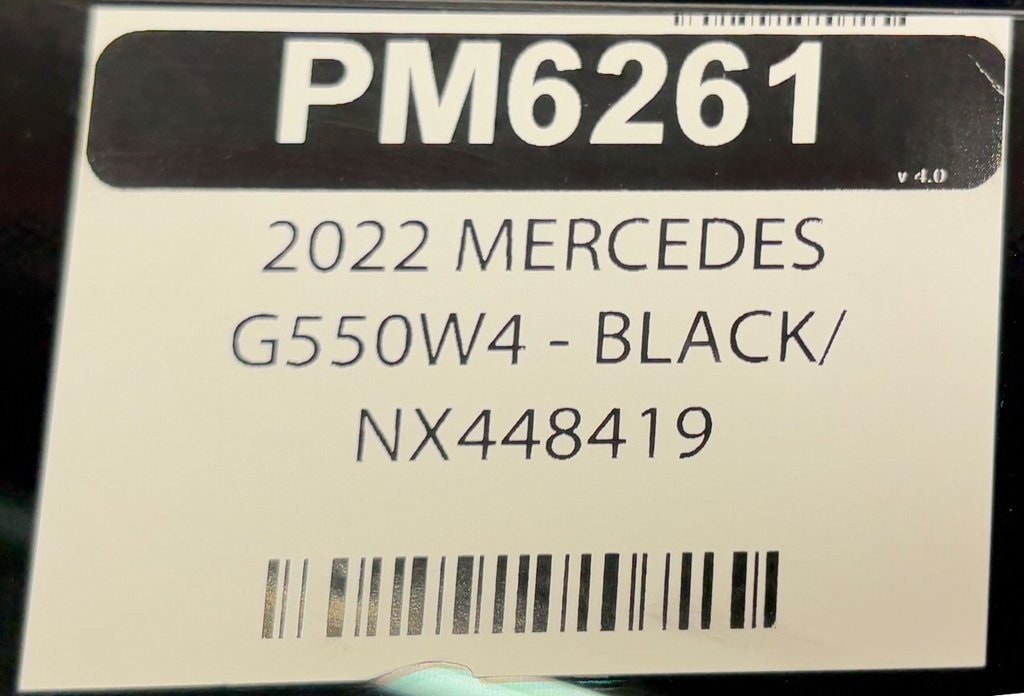 PM6261
v 4.0
2022 MERCEDES
G550W4 - BLACK/
NX448419